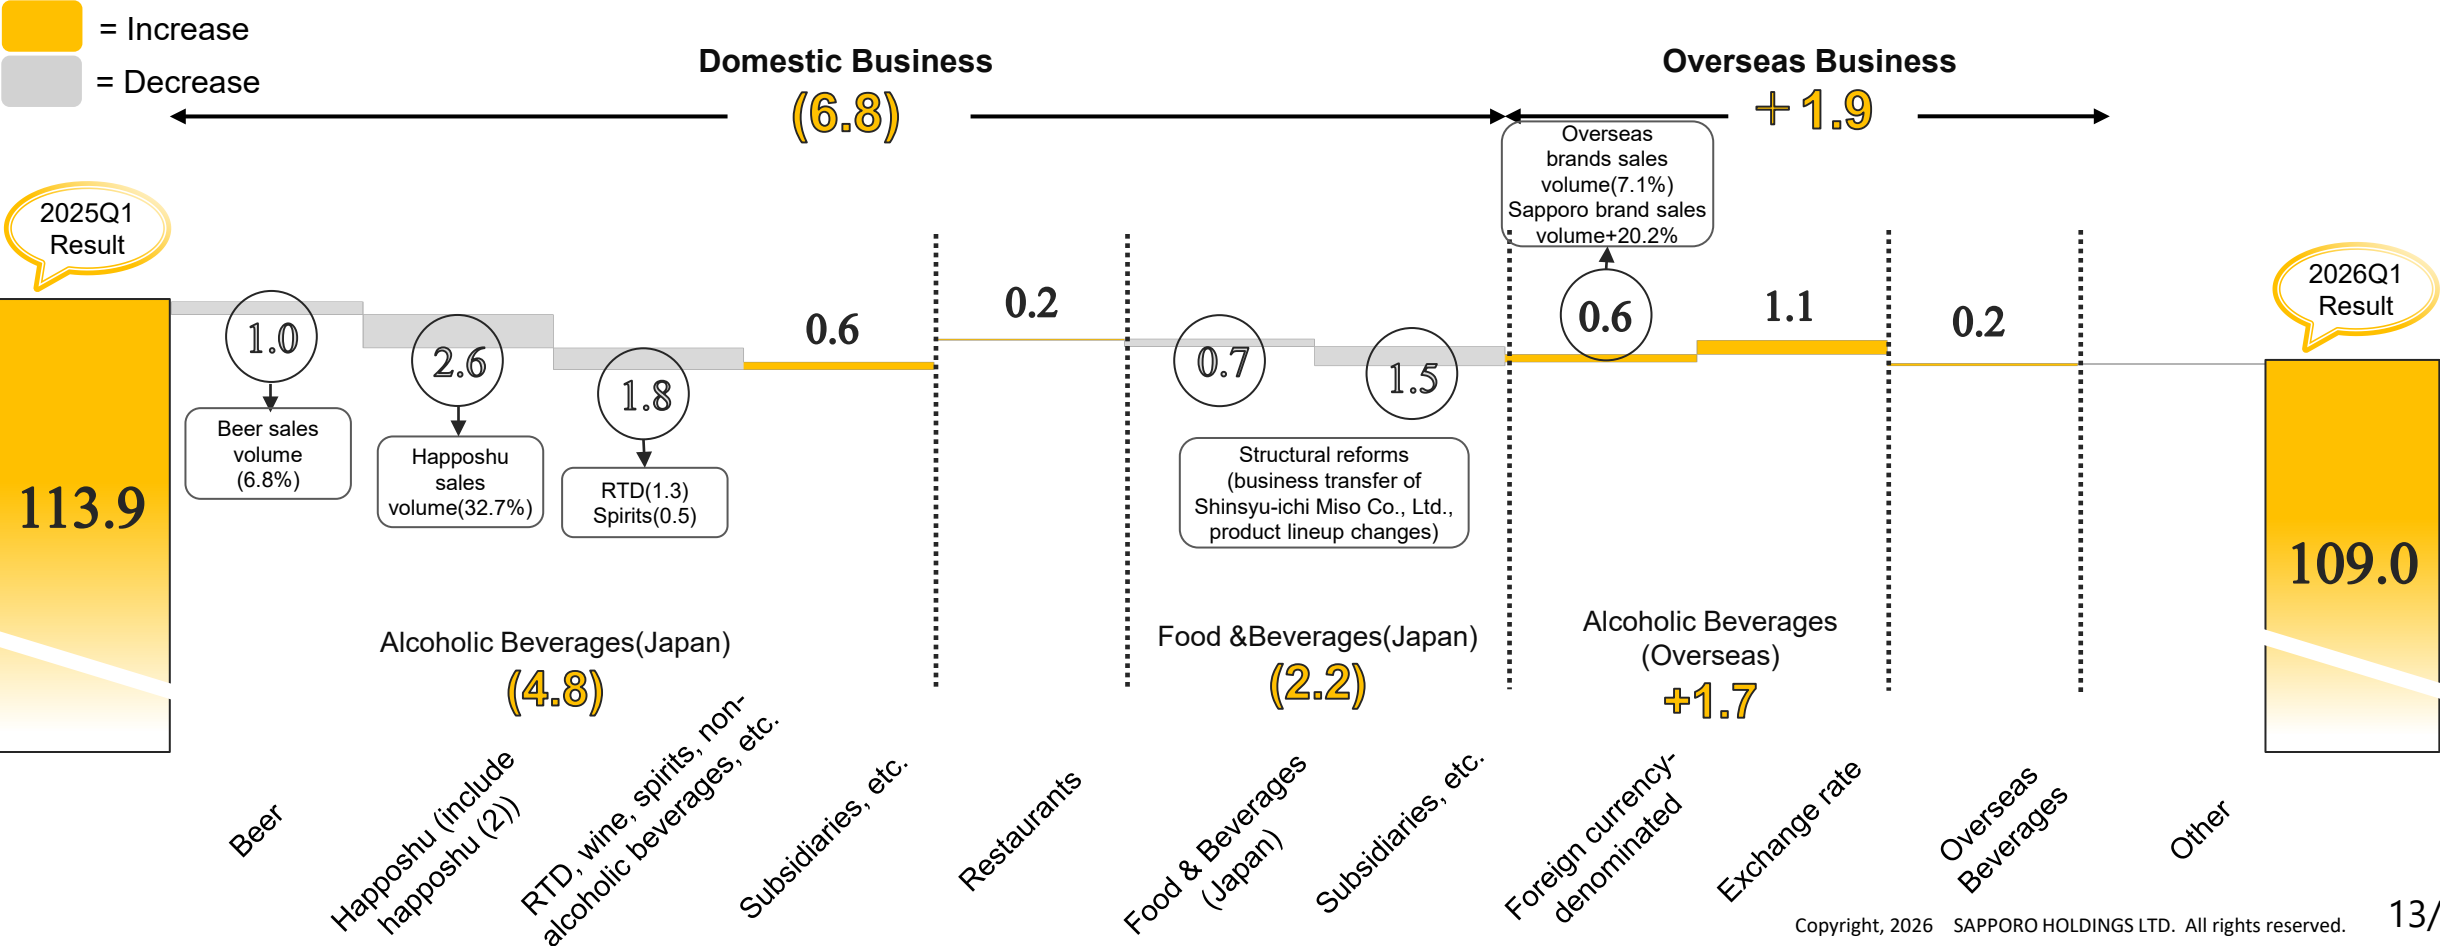 = Increase
= Decrease
Domestic Business
(6.8)
Overseas Business
+1.9
2025Q1
Result
113.9
1.0
Beer sales
volume
(6.8%)
2.6
Happoshu
sales
volume(32.7%)
1.8
RTD(1.3)
Spirits(0.5)
0.6
0.2
0.7
1.5
Structural reforms
(business transfer of
Shinsyu-ichi Miso Co., Ltd.,
product lineup changes)
Overseas
brands sales
volume(7.1%)
Sapporo brand sales
volume+20.2%
0.6
1.1
0.2
2026Q1
Result
109.0
Alcoholic Beverages(Japan)
(4.8)
Food &Beverages(Japan)
(2.2)
Alcoholic Beverages
(Overseas)
+1.7
Beer
Happoshu (include
happoshu (2))
RTD, wine, spirits, non-
alcoholic beverages, etc.
Subsidiaries, etc.
Restaurants
Food & Beverages
(Japan)
Subsidiaries, etc.
Foreign currency-
denominated
Exchange rate
Overseas
Beverages
Other
Copyright, 2026 SAPPORO HOLDINGS LTD. All rights reserved.
13/